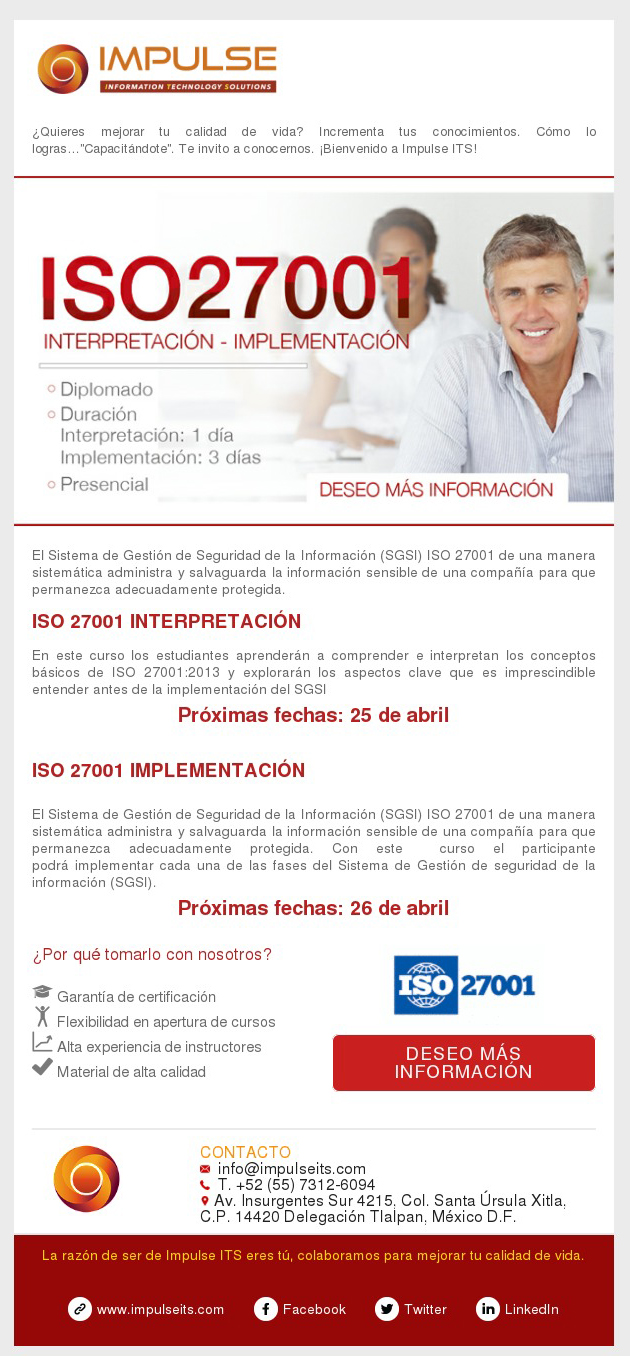 IMPULSE
INFORMATION TECHNOLOGY SOLUTIONS
¿Quieres mejorar tu calidad de vida? Incrementa tus conocimientos. Cómo lo
logras..."Capacitándote". Te invito a conocernos. ¡Bienvenido a Impulse ITS!
ISO27001
INTERPRETACIÓN - IMPLEMENTACIÓN
Diplomado
Duración
Interpretación: 1 día
Implementación: 3 días
Presencial
DESEO MÁS INFORMACIÓN
El Sistema de Gestión de Seguridad de la Información (SGSI) ISO 27001 de una manera
sistemática administra y salvaguarda la información sensible de una compañía para que
permanezca adecuadamente protegida.
ISO 27001 INTERPRETACIÓN
En este curso los estudiantes aprenderán a comprender e interpretan los conceptos
básicos de ISO 27001:2013 y explorarán los aspectos clave que es imprescindible
entender antes de la implementación del SGSI
Próximas fechas: 25 de abril
ISO 27001 IMPLEMENTACIÓN
El Sistema de Gestión de Seguridad de la Información (SGSI) ISO 27001 de una manera
sistemática administra y salvaguarda la información sensible de una compañía para que
permanezca adecuadamente protegida. Con este curso el participante
podrá implementar cada una de las fases del Sistema de Gestión de seguridad de la
información (SGSI).
Próximas fechas: 26 de abril
¿Por qué tomarlo con nosotros?
Garantía de certificación
Flexibilidad en apertura de cursos
Alta experiencia de instructores
Material de alta calidad
ISO 27001
DESEO MÁS
INFORMACIÓN
CONTACTO
info@impulseits.com
T. +52 (55) 7312-6094
Av. Insurgentes Sur 4215, Col. Santa Úrsula Xitla,
C.P. 14420 Delegación Tlalpan, México D.F.
La razón de ser de Impulse ITS eres tú, colaboramos para mejorar tu calidad de vida.
www.impulseits.com Facebook Twitter LinkedIn